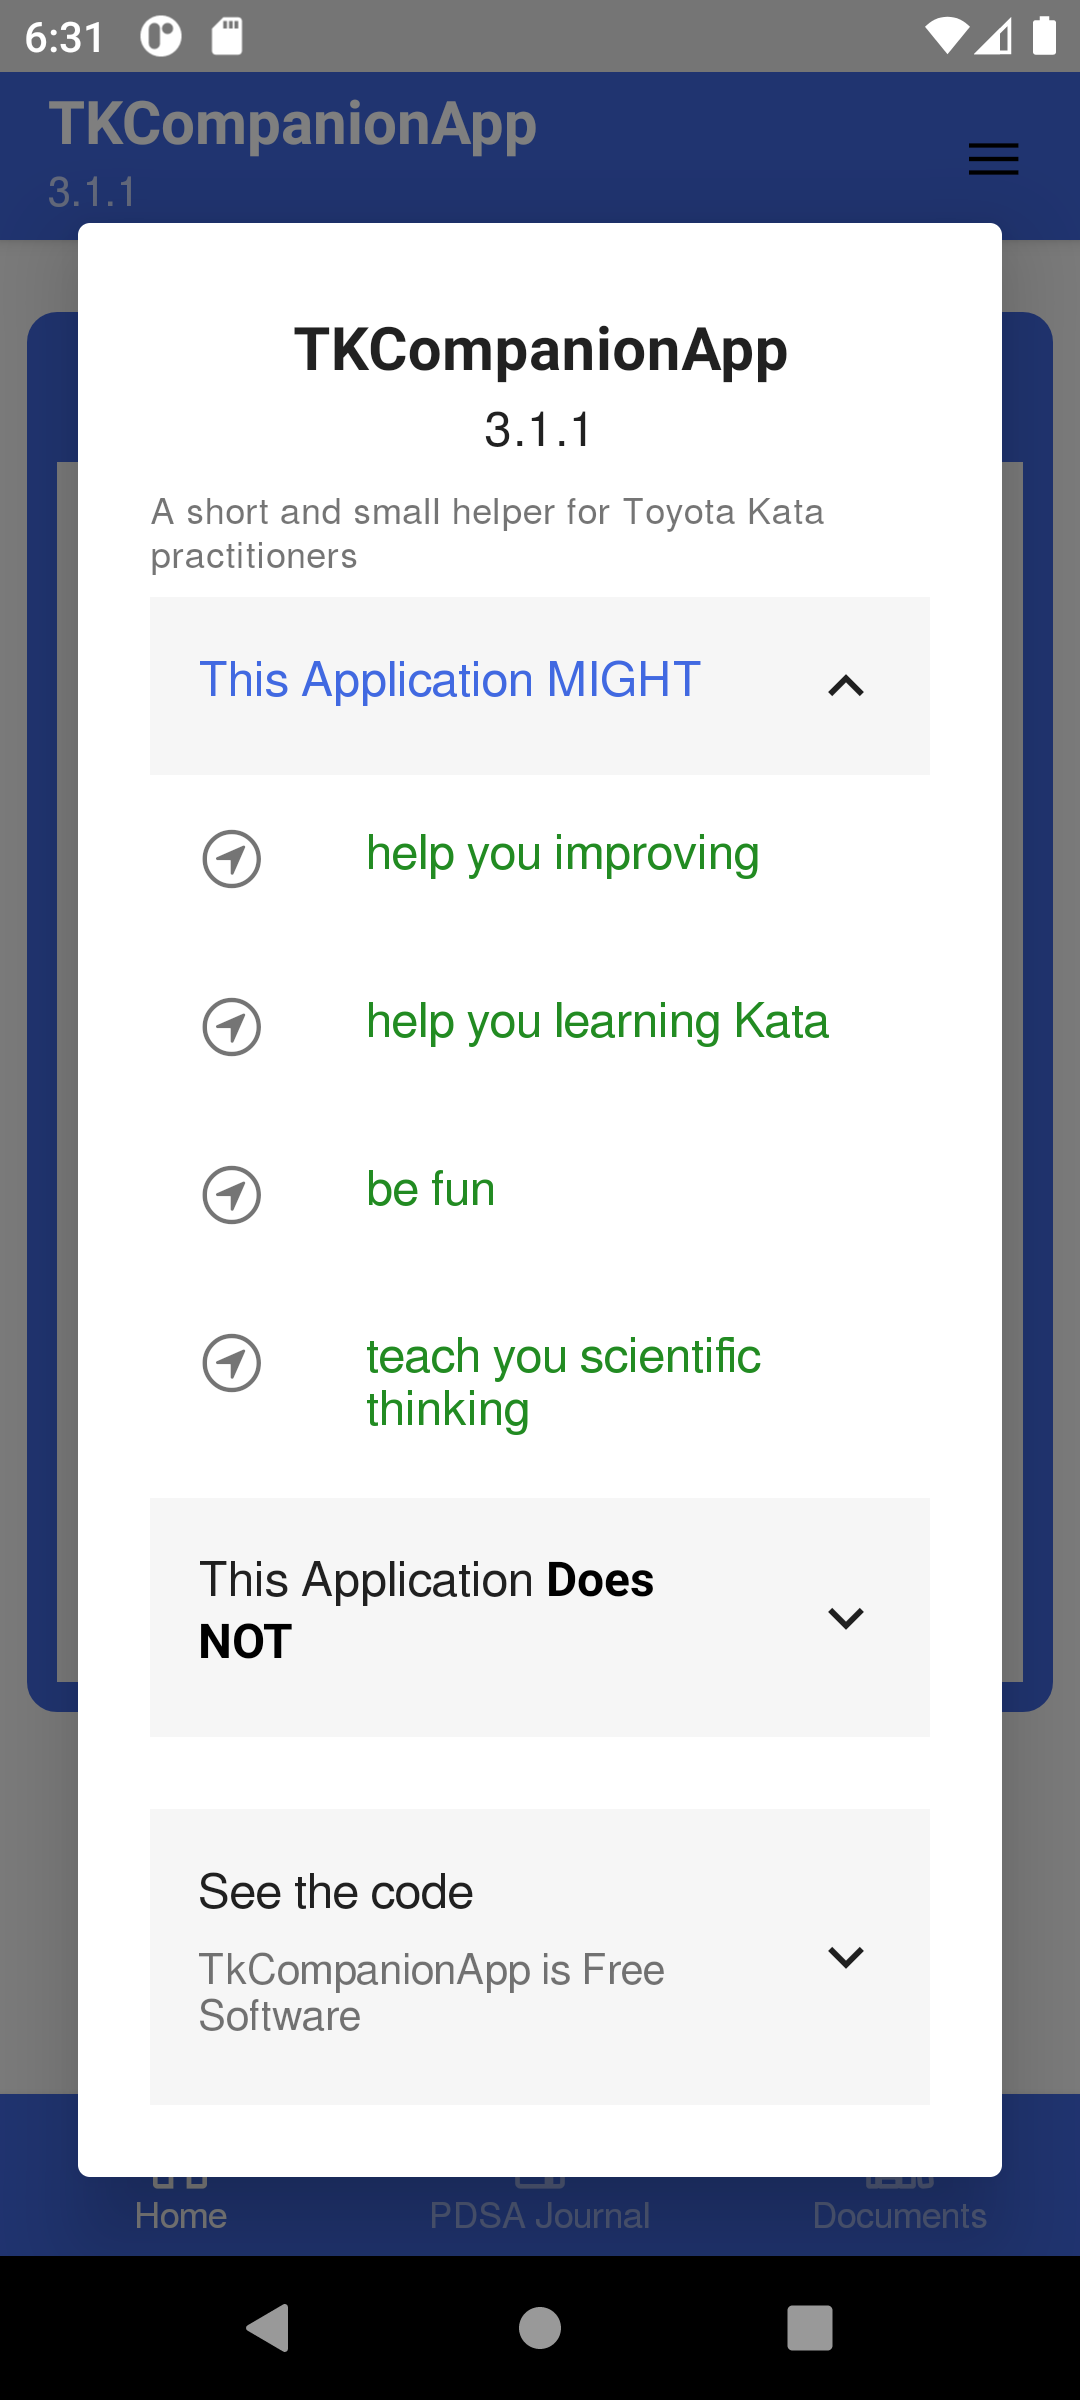 6:31
TKCompanionApp
3.1.1
TKCompanionApp
3.1.1
A short and small helper for Toyota Kata
practitioners
This Application MIGHT
help you improving
help you learning Kata
be fun
teach you scientific
thinking
This Application Does
NOT
See the code
TkCompanionApp is Free
Software
Home
PDSA Journal
Documents